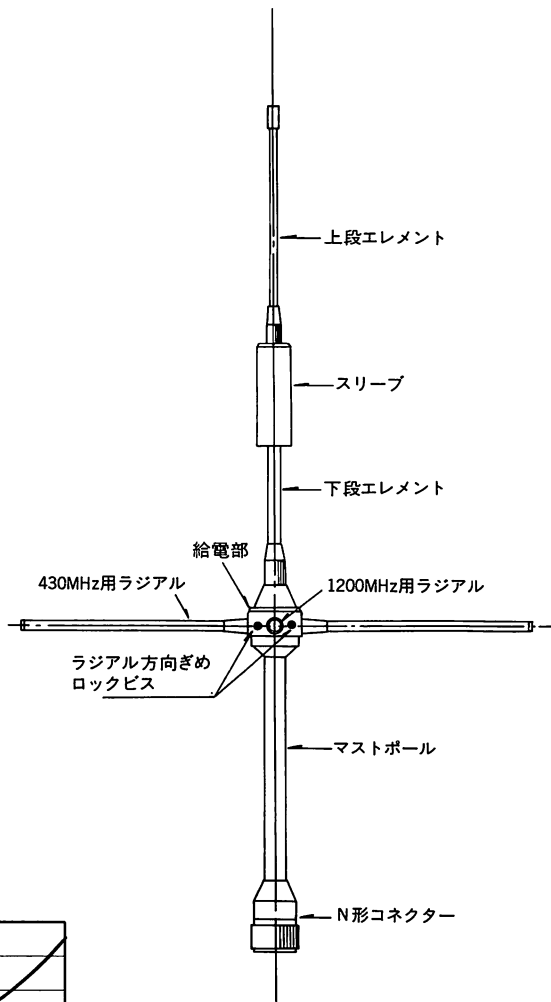 上段エレメント
スリーブ
下段エレメント
給電部
430MHz用ラジアル
1200MHz用ラジアル
ラジアル方向ぎめ
ロックビス
マストポール
N形コネクター